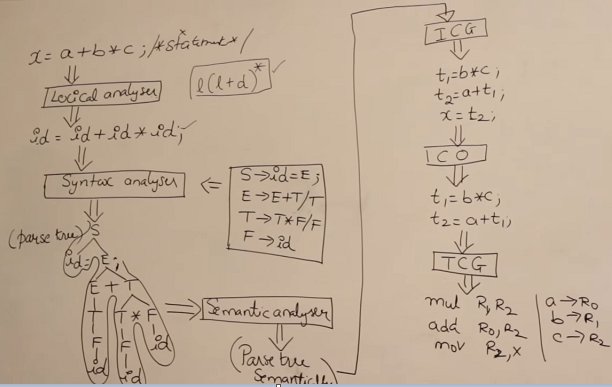 x = a+b*c ; /*statement*/
l(l+d)*
Lexical analyser
id = id+id * id;
Syntax analyser
S→id=E;
E→E+T/T
T→T*F/F
F→id
(parse tree)
S
id= E ;
E + T
T T * F
F F id
id id
Semantic analyser
(Parse tree
Semantically
ICG
t₁=b*c;
t₂=a+t₁;
x=t₂;
CO
t₁=b*c;
t₂=a+t₁;
TCG
mul R₁,R₂
add R₀,R₂
mov R₂,x
a→R₀
b→R₁
c→R₂